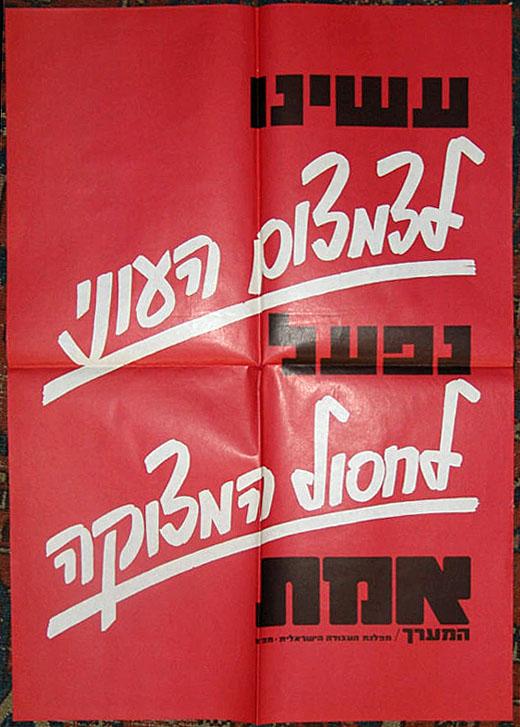 עשינו
לצמצום העוני
נפעל
לחסול המצוקה
אמת
המערך / מפלגת העבודה הישראלית ·